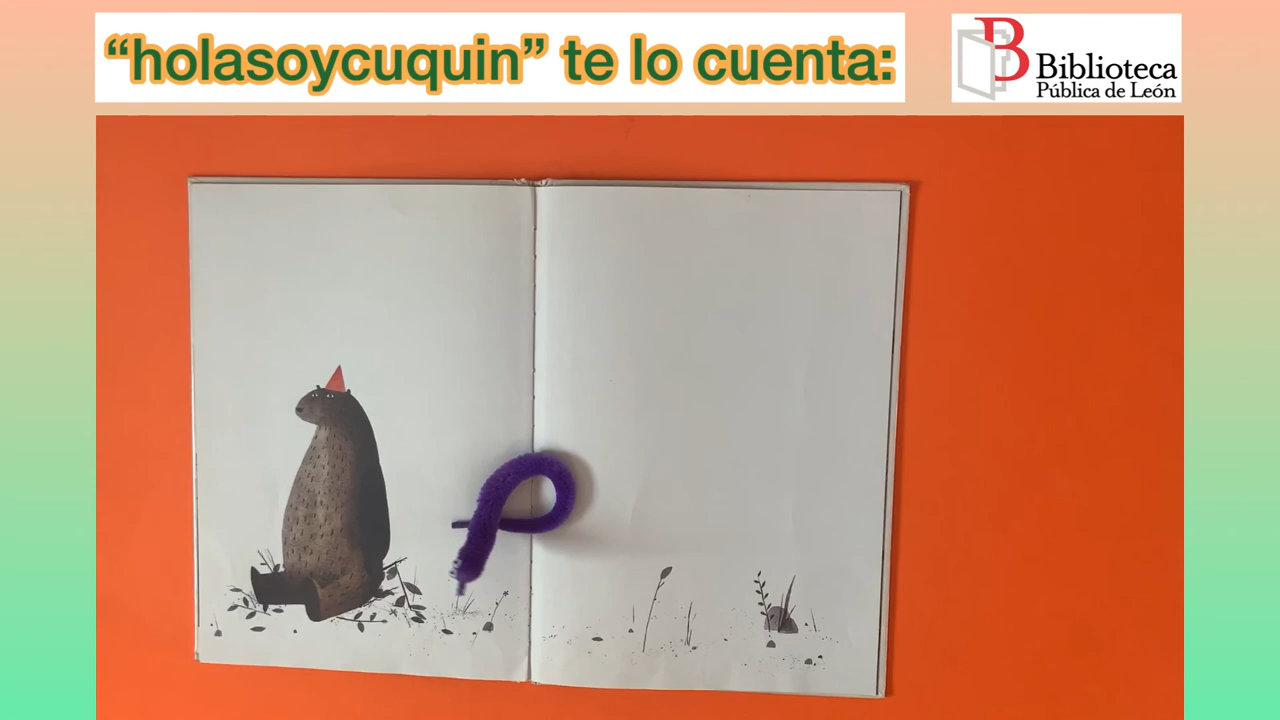 “holasoycuquin” te lo cuenta:
B
Biblioteca
Pública de León